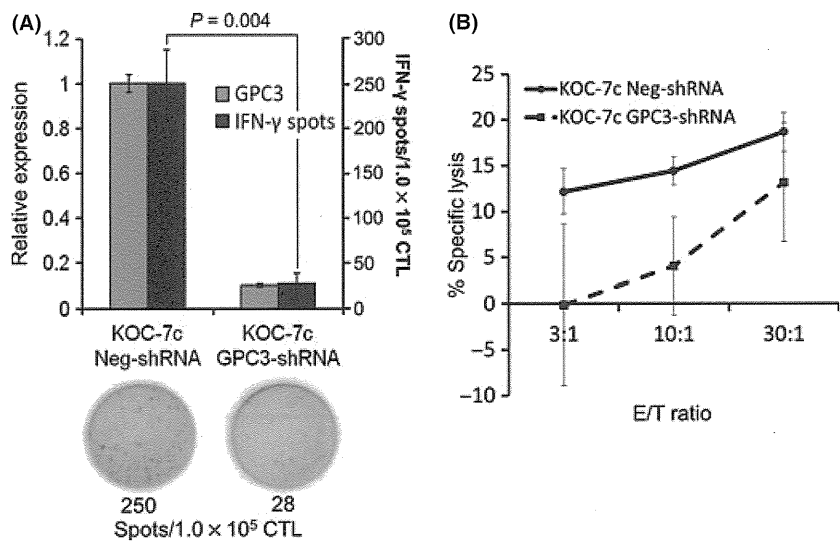 (A)
P = 0.004
1.2
1
0.8
0.6
0.4
0.2
0
Relative expression
300
250
200
150
100
50
0
IFN-γ spots/1.0 × 10⁵ CTL
GPC3
IFN-γ spots
KOC-7c
Neg-shRNA
KOC-7c
GPC3-shRNA
250
28
Spots/1.0 × 10⁵ CTL
(B)
25
20
15
10
5
0
−5
−10
% Specific lysis
KOC-7c Neg-shRNA
KOC-7c GPC3-shRNA
3:1
10:1
30:1
E/T ratio